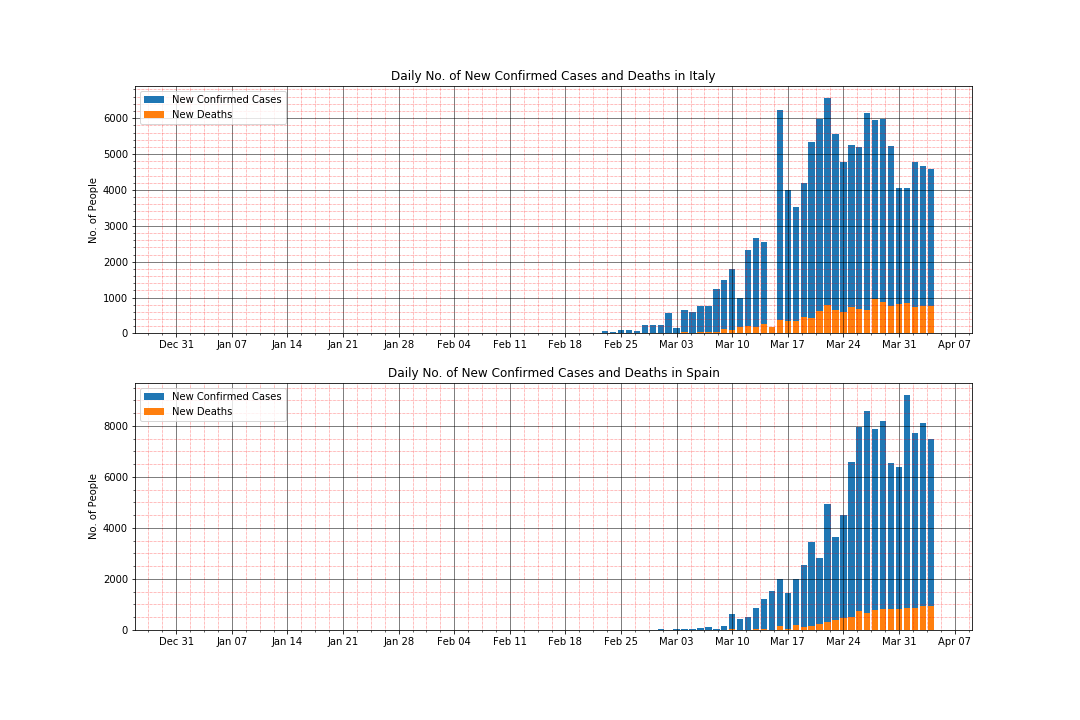 Daily No. of New Confirmed Cases and Deaths in Italy
New Confirmed Cases
New Deaths
No. of People
6000
5000
4000
3000
2000
1000
0
Dec 31 Jan 07 Jan 14 Jan 21 Jan 28 Feb 04 Feb 11 Feb 18 Feb 25 Mar 03 Mar 10 Mar 17 Mar 24 Mar 31 Apr 07
Daily No. of New Confirmed Cases and Deaths in Spain
New Confirmed Cases
New Deaths
No. of People
8000
6000
4000
2000
0
Dec 31 Jan 07 Jan 14 Jan 21 Jan 28 Feb 04 Feb 11 Feb 18 Feb 25 Mar 03 Mar 10 Mar 17 Mar 24 Mar 31 Apr 07